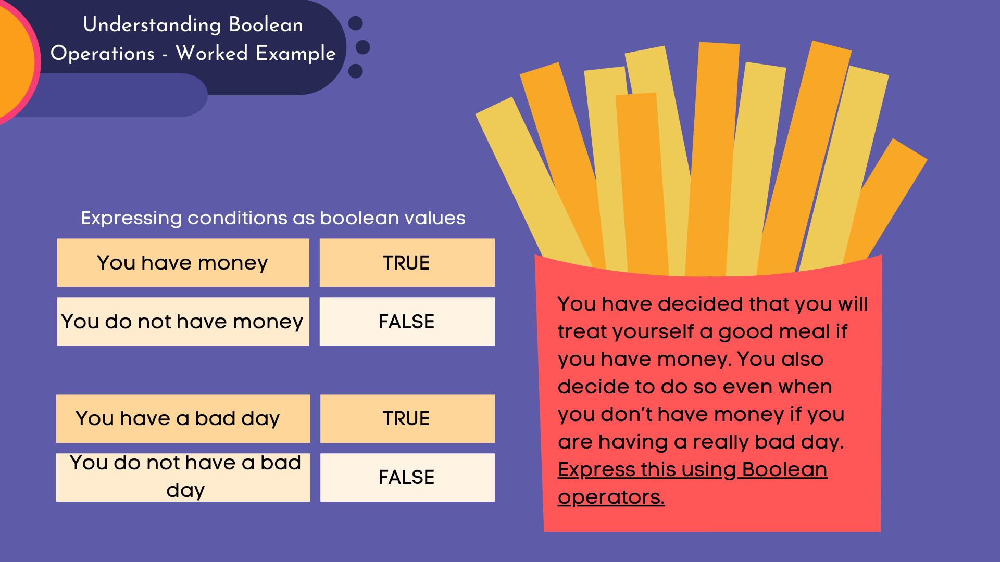 Understanding Boolean
Operations - Worked Example
Expressing conditions as boolean values
You have money
TRUE
You do not have money
FALSE
You have a bad day
TRUE
You do not have a bad
day
FALSE
You have decided that you will
treat yourself a good meal if
you have money. You also
decide to do so even when
you don’t have money if you
are having a really bad day.
Express this using Boolean
operators.